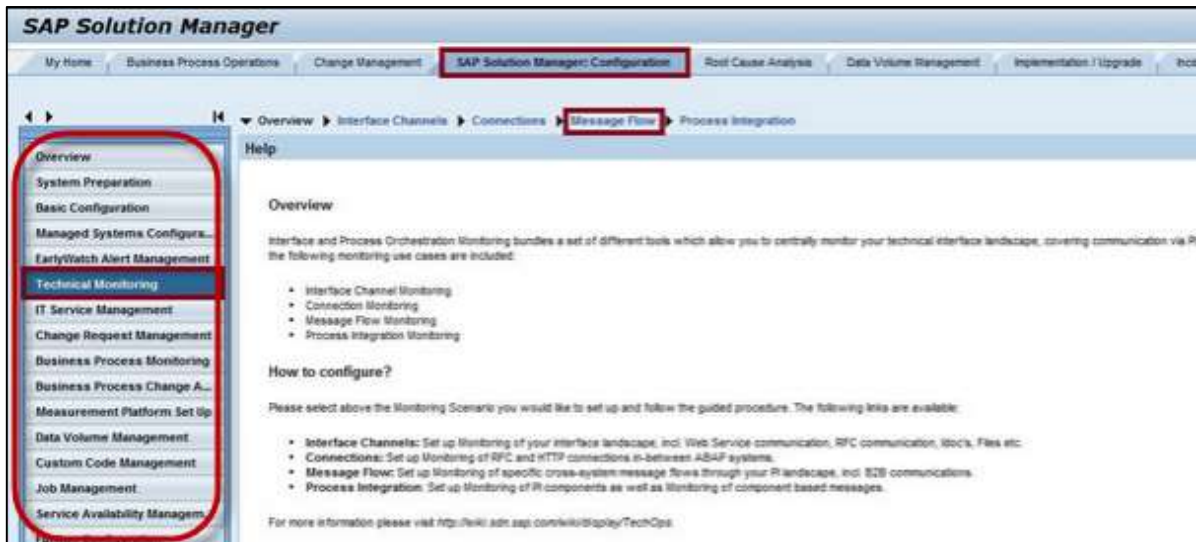 SAP Solution Manager
My Home Business Process Operations Change Management SAP Solution Manager: Configuration Root Cause Analysis Data Volume Management Implementation / Upgrade
Overview Interface Channels Connections Message Flow Process Integration
Help
Overview
System Preparation
Basic Configuration
Managed Systems Configura...
EarlyWatch Alert Management
Technical Monitoring
IT Service Management
Change Request Management
Business Process Monitoring
Business Process Change A...
Measurement Platform Set Up
Data Volume Management
Custom Code Management
Job Management
Service Availability Managem...
Overview
Interface and Process Orchestration Monitoring bundles a set of different tools which allow you to centrally monitor your technical interface landscape, covering communication via
the following monitoring use cases are included:
• Interface Channel Monitoring
• Connection Monitoring
• Message Flow Monitoring
• Process Integration Monitoring
How to configure?
Please select above the Monitoring Scenario you would like to set up and follow the guided procedure. The following links are available:
• Interface Channels: Set up Monitoring of your interface landscape, incl. Web Service communication, RFC communication, Idoc's, Files etc.
• Connections: Set up Monitoring of RFC and HTTP connections in-between ABAP systems.
• Message Flow: Set up Monitoring of specific cross-system message flows through your PI landscape, incl. B2B communications.
• Process Integration: Set up Monitoring of PI components as well as Monitoring of component based messages.
For more information please visit http://wiki.sdn.sap.com/wiki/display/TechOps